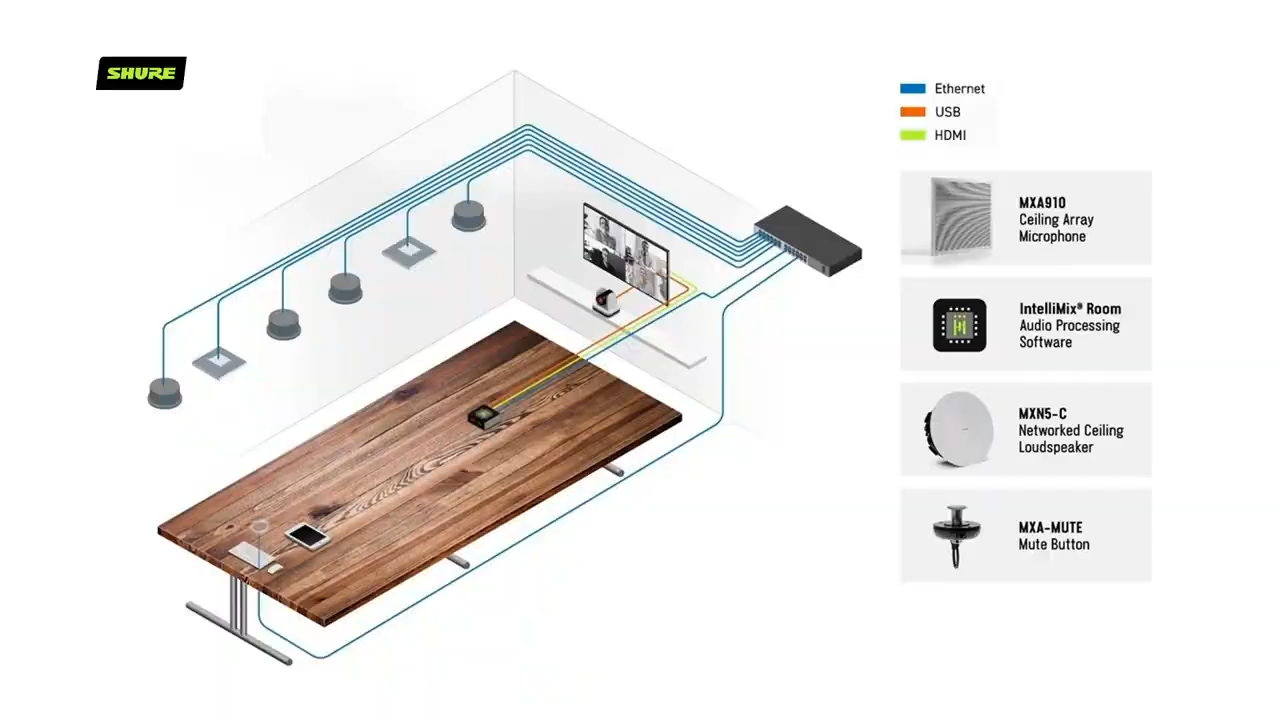 SHURE
Ethernet
USB
HDMI
MXA910
Ceiling Array
Microphone
IntelliMix® Room
Audio Processing
Software
MXN5-C
Networked Ceiling
Loudspeaker
MXA-MUTE
Mute Button